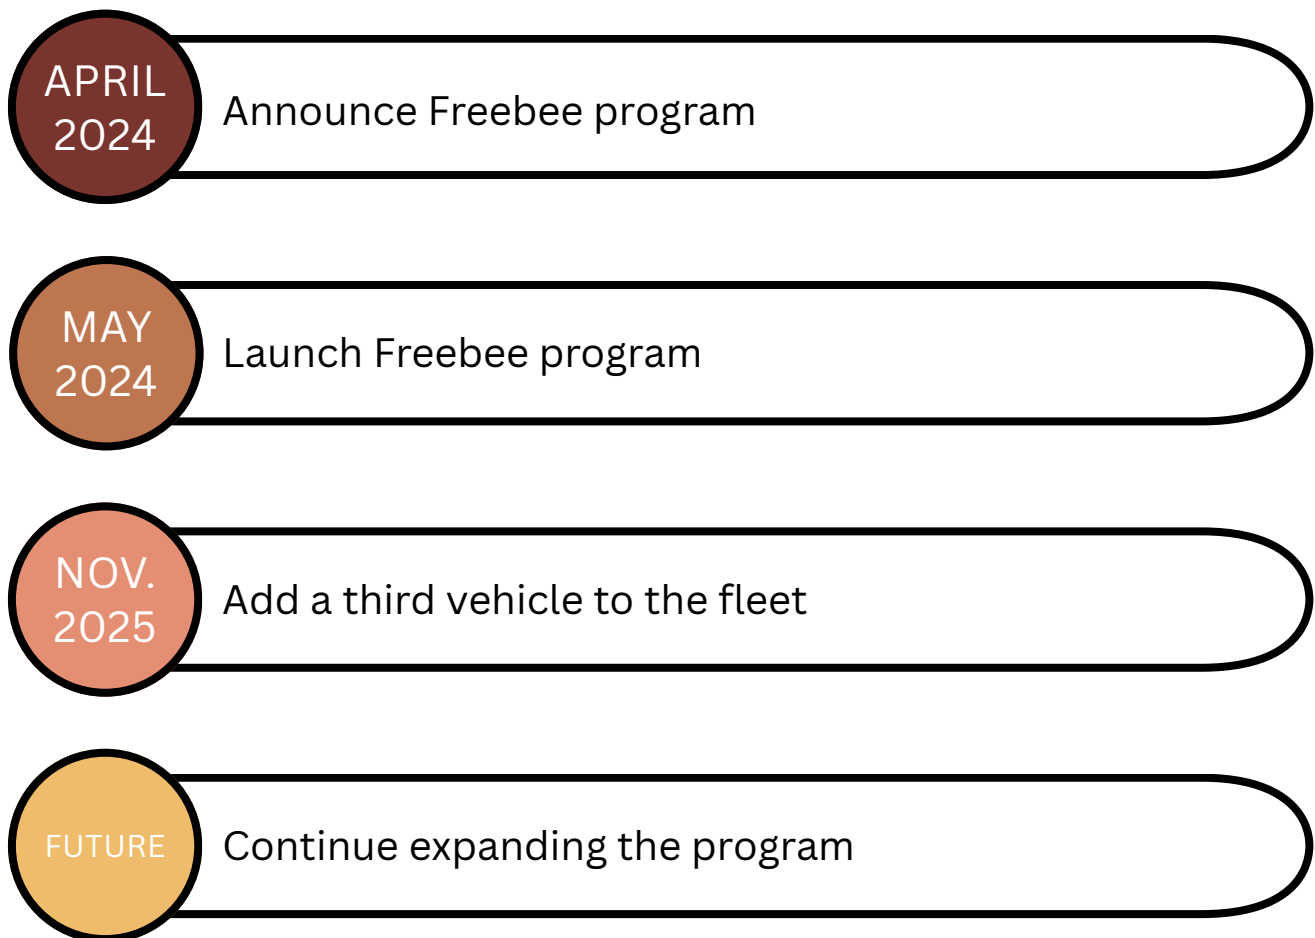 APRIL
2024
Announce Freebee program
MAY
2024
Launch Freebee program
NOV.
2025
Add a third vehicle to the fleet
FUTURE
Continue expanding the program